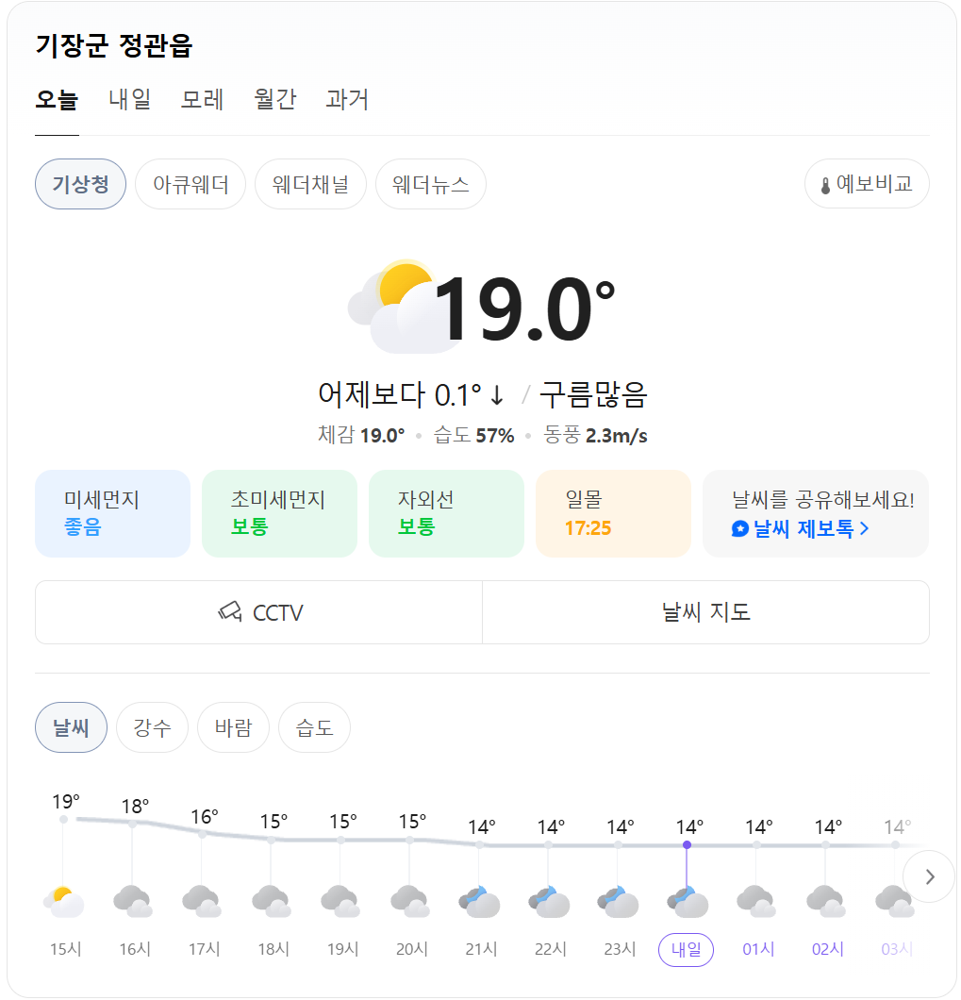 기장군 정관읍
오늘 내일 모레 월간 과거
기상청 아큐웨더 웨더채널 웨더뉴스 예보비교
19.0°
어제보다 0.1° ↓ / 구름많음
체감 19.0° • 습도 57% • 동풍 2.3m/s
미세먼지 초미세먼지 자외선 일몰 날씨를 공유해보세요!
좋음 보통 보통 17:25 날씨 제보톡 >
CCTV 날씨 지도
날씨 강수 바람 습도
19° 18° 16° 15° 15° 15° 14° 14° 14° 14° 14° 14° 14°
15시 16시 17시 18시 19시 20시 21시 22시 23시 내일 01시 02시 03시